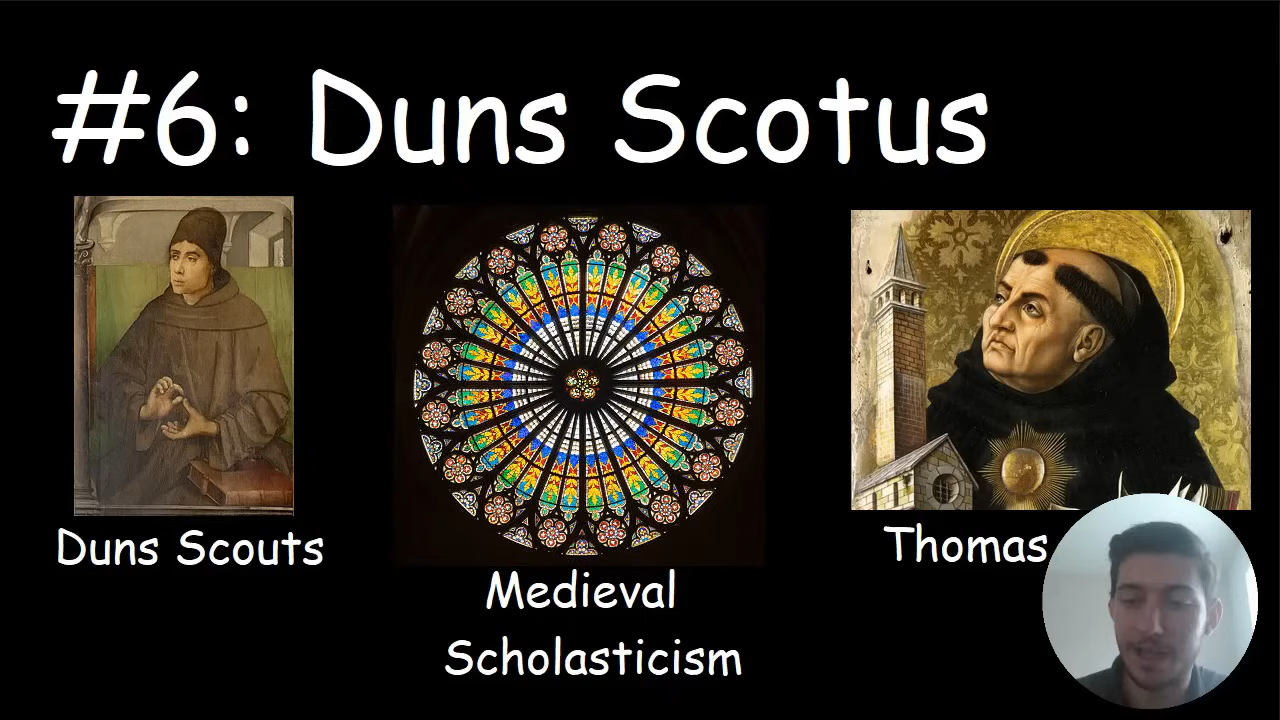 #6: Duns Scotus
Duns Scouts
Medieval
Scholasticism
Thomas